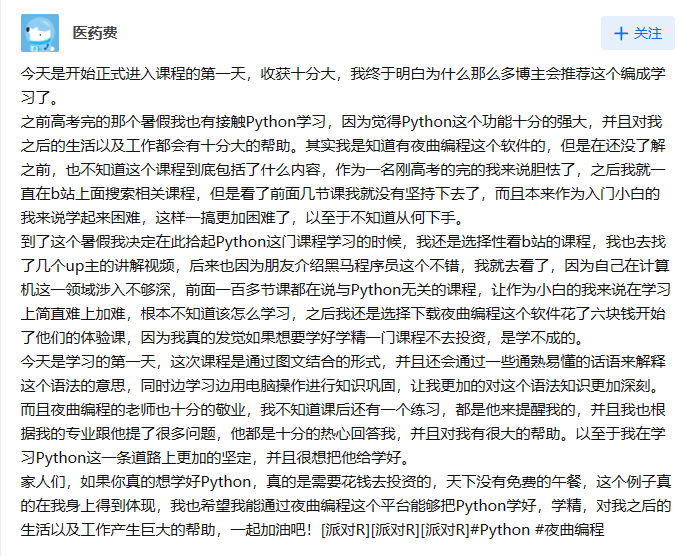 医药费
+ 关注
今天是开始正式进入课程的第一天，收获十分大，我终于明白为什么那么多博主会推荐这个编成学
习了。
之前高考完的那个暑假我也有接触Python学习，因为觉得Python这个功能十分的强大，并且对我
之后的生活以及工作都会有十分大的帮助。其实我是知道有夜曲编程这个软件的，但是在还没了解
之前，也不知道这个课程到底包括了什么内容，作为一名刚高考的完的我来说胆怯了，之后我就一
直在b站上面搜索相关课程，但是看了前面几节课我就没有坚持下去了，而且本来作为入门小白的
我来说学起来困难，这样一搞更加困难了，以至于不知道从何下手。
到了这个暑假我决定在此拾起Python这门课程学习的时候，我还是选择性看b站的课程，我也去找
了几个up主的讲解视频，后来也因为朋友介绍黑马程序员这个不错，我就去看了，因为自己在计算
机这一领域涉入不够深，前面一百多节课都在说与Python无关的课程，让作为小白的我来说在学习
上简直难上加难，根本不知道该怎么学习，之后我还是选择下载夜曲编程这个软件花了六块钱开始
了他们的体验课，因为我真的发觉如果想要学好学精一门课程不去投资，是学不成的。
今天是学习的第一天，这次课程是通过图文结合的形式，并且还会通过一些通熟易懂的话语来解释
这个语法的意思，同时边学习边用电脑操作进行知识巩固，让我更加的对这个语法知识更加深刻。
而且夜曲编程的老师也十分的敬业，我不知道课后还有一个练习，都是他来提醒我的，并且我也根
据我的专业跟他提了很多问题，他都是十分的热心回答我，并且对我有很大的帮助。以至于我在学
习Python这一条道路上更加的坚定，并且很想把他给学好。
家人们，如果你真的想学好Python，真的是需要花钱去投资的，天下没有免费的午餐，这个例子真
的在我身上得到体现，我也希望我能通过夜曲编程这个平台能够把Python学好，学精，对我之后的
生活以及工作产生巨大的帮助，一起加油吧！[派对R][派对R][派对R]#Python #夜曲编程